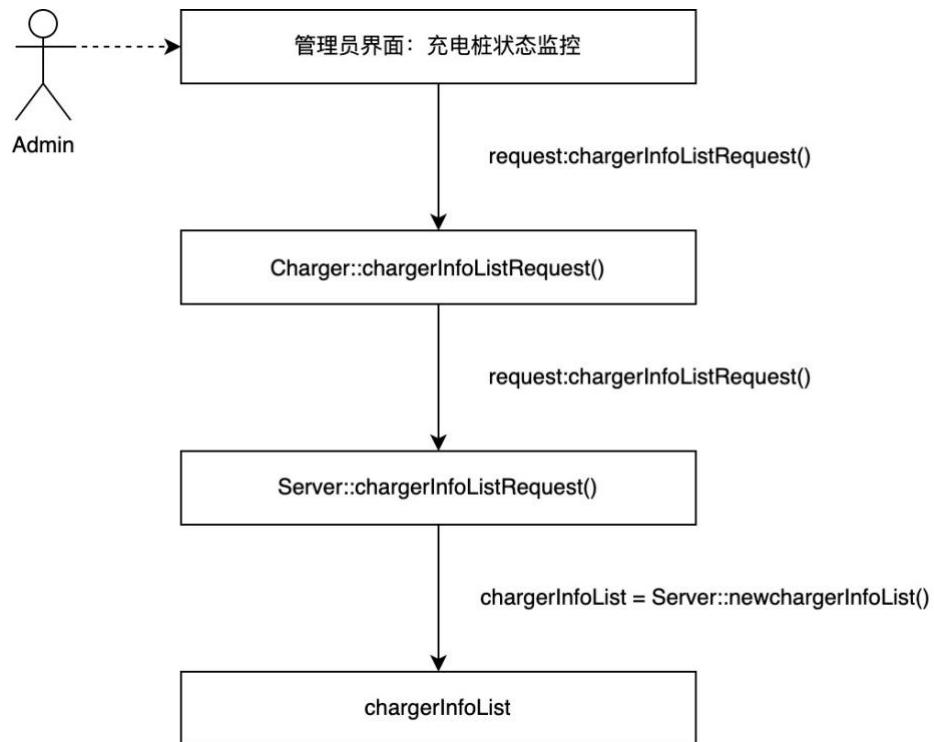 管理员界面：充电桩状态监控
Admin
request:chargerInfoListRequest()
Charger::chargerInfoListRequest()
request:chargerInfoListRequest()
Server::chargerInfoListRequest()
chargerInfoList = Server::newchargerInfoList()
chargerInfoList